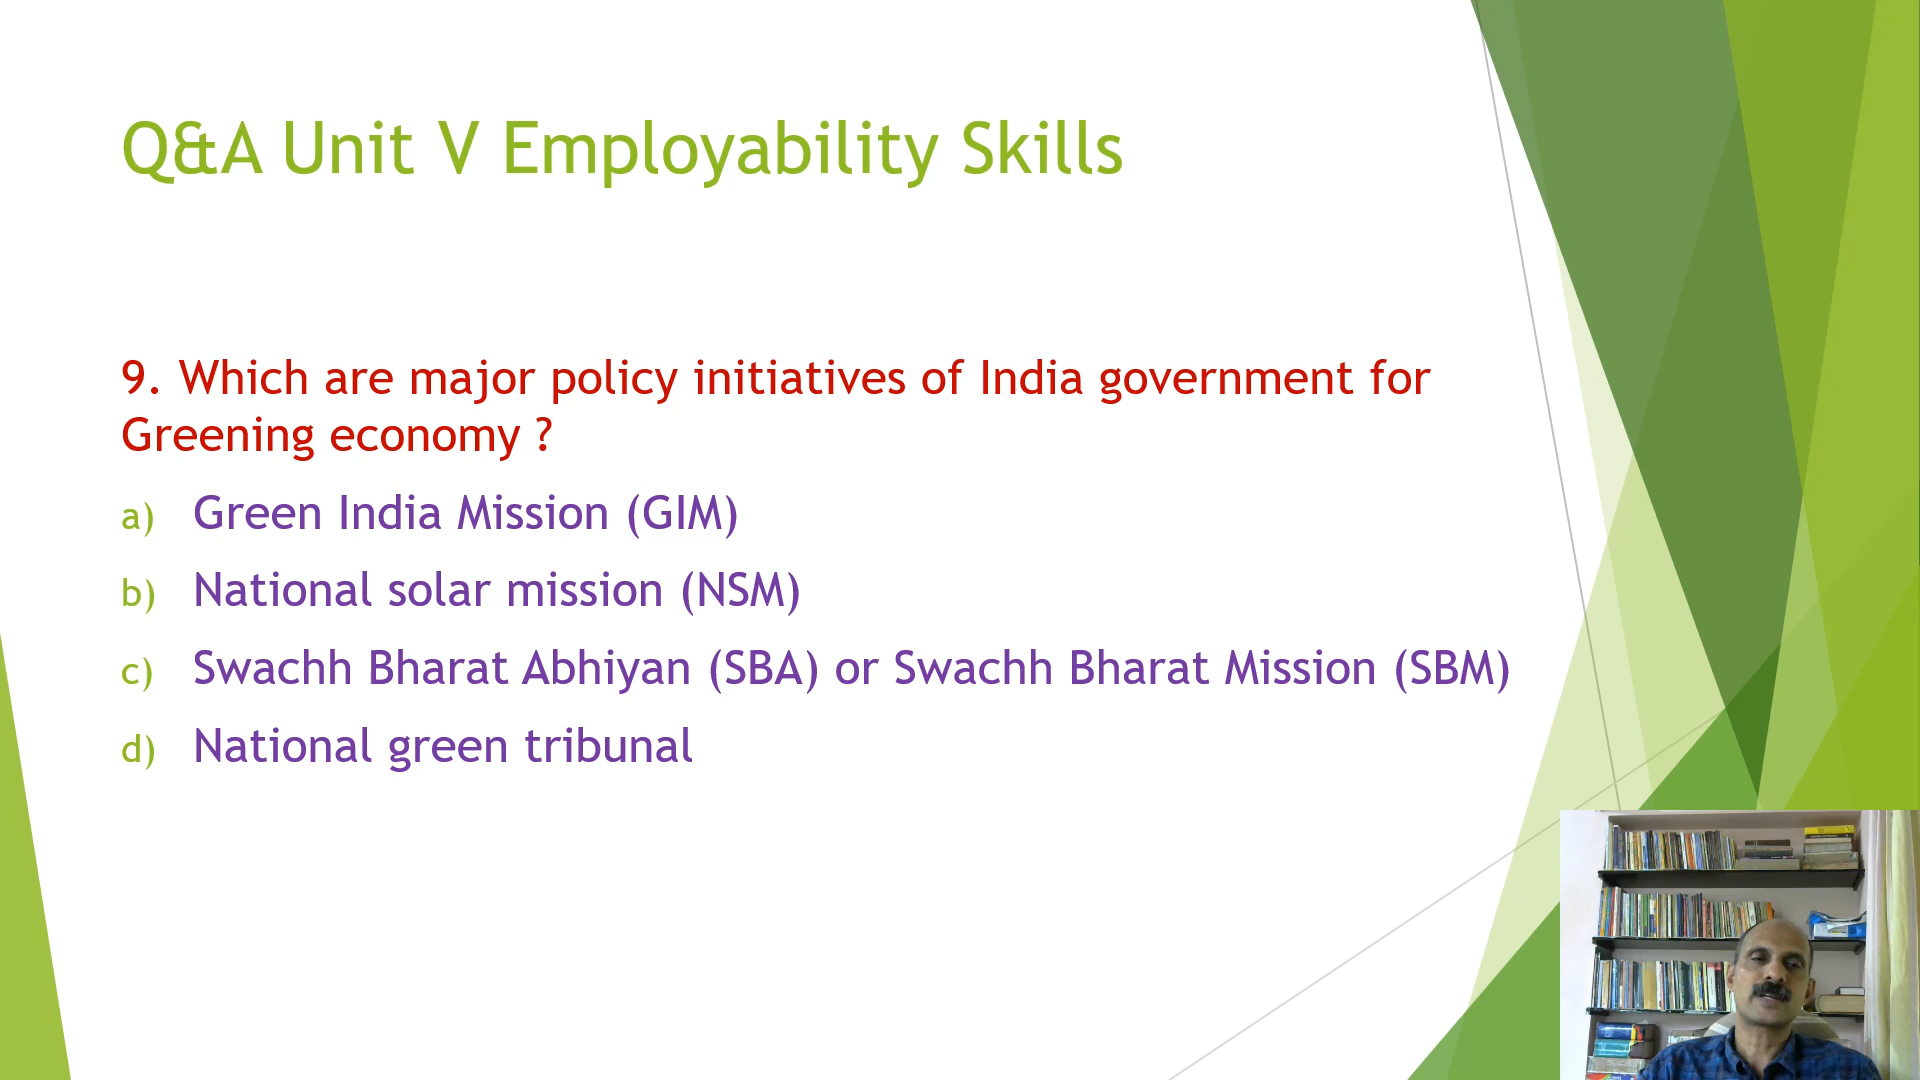 Q&A Unit V Employability Skills
9. Which are major policy initiatives of India government for
Greening economy ?
a) Green India Mission (GIM)
b) National solar mission (NSM)
c) Swachh Bharat Abhiyan (SBA) or Swachh Bharat Mission (SBM)
d) National green tribunal